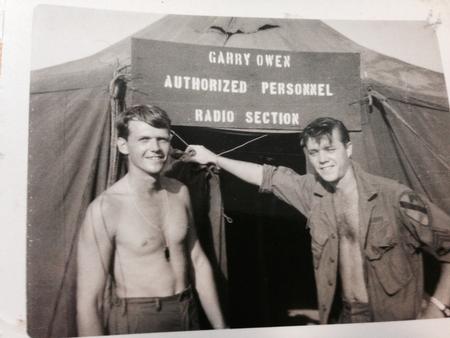 GARRY OWEN
AUTHORIZED PERSONNEL
RADIO SECTION